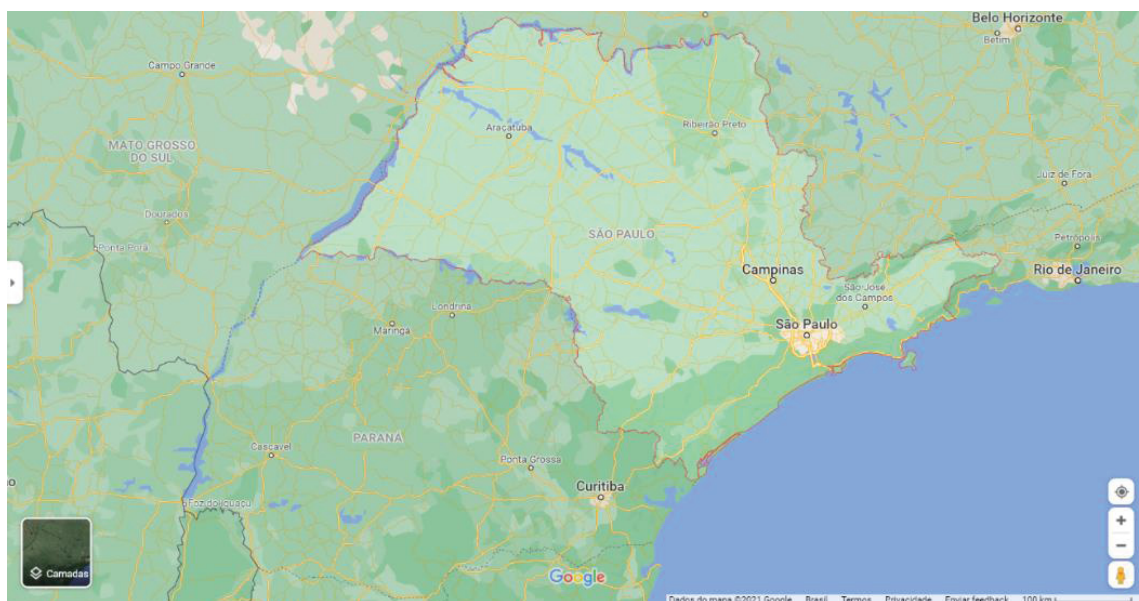 Belo Horizonte
Betim
Campo Grande
Araçatuba
Ribeirão Preto
MATO GROSSO
DO SUL
Juiz de Fora
Dourados
SÃO PAULO
Ponta Porã
Petrópolis
Campinas
Rio de Janeiro
São José
dos Campos
Londrina
São Paulo
Maringá
PARANÁ
Cascavel
Ponta Grossa
Curitiba
Foz do Iguaçu
Camadas
Google
Dados do mapa ©2021 Google Brasil Termos Privacidade Enviar feedback 100 km